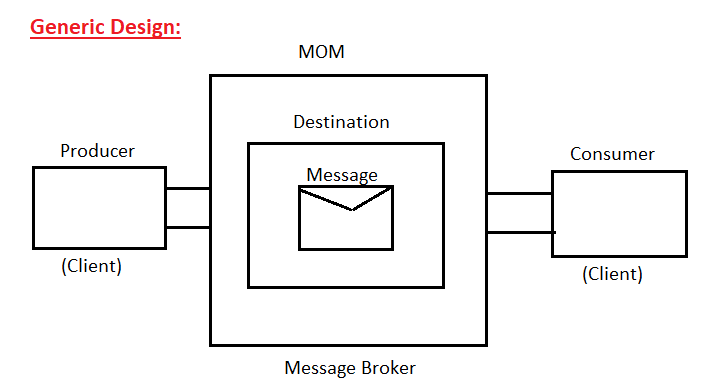 Generic Design:
MOM
Destination
Producer
Message
Consumer
(Client)
(Client)
Message Broker